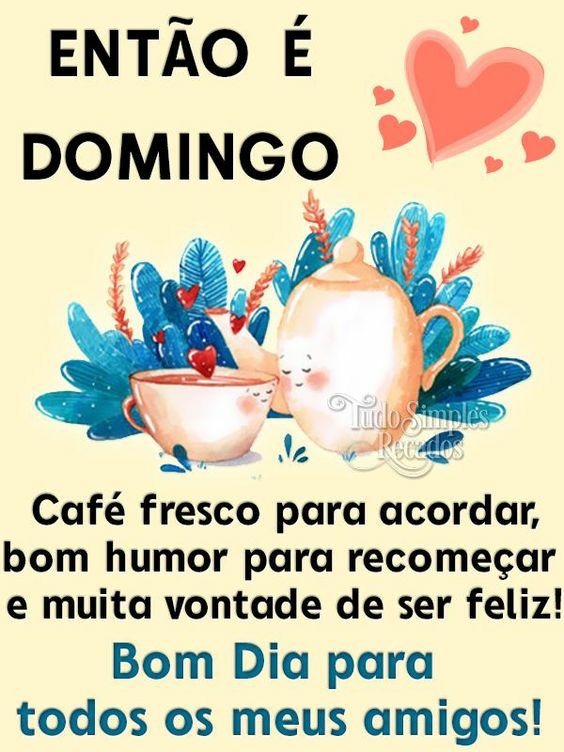 ENTÃO É
DOMINGO
Tudo Simples
Recados
Café fresco para acordar,
bom humor para recomeçar
e muita vontade de ser feliz!
Bom Dia para
todos os meus amigos!